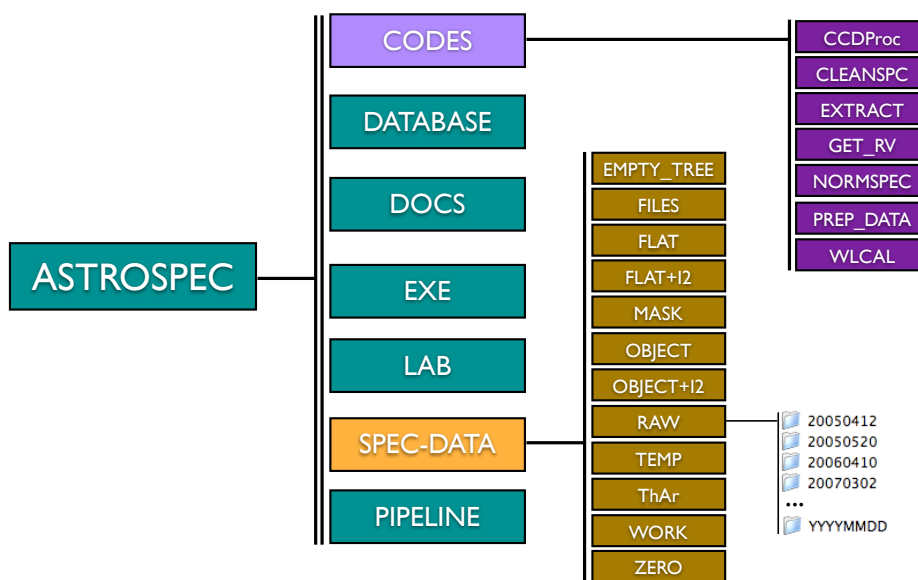 ASTROSPEC
CODES
DATABASE
DOCS
EXE
LAB
SPEC-DATA
PIPELINE
CCDProc
CLEANSPC
EXTRACT
GET_RV
NORMSPEC
PREP_DATA
WLCAL
EMPTY_TREE
FILES
FLAT
FLAT+I2
MASK
OBJECT
OBJECT+I2
RAW
TEMP
ThAr
WORK
ZERO
20050412
20050520
20060410
20070302
...
YYYYMMDD